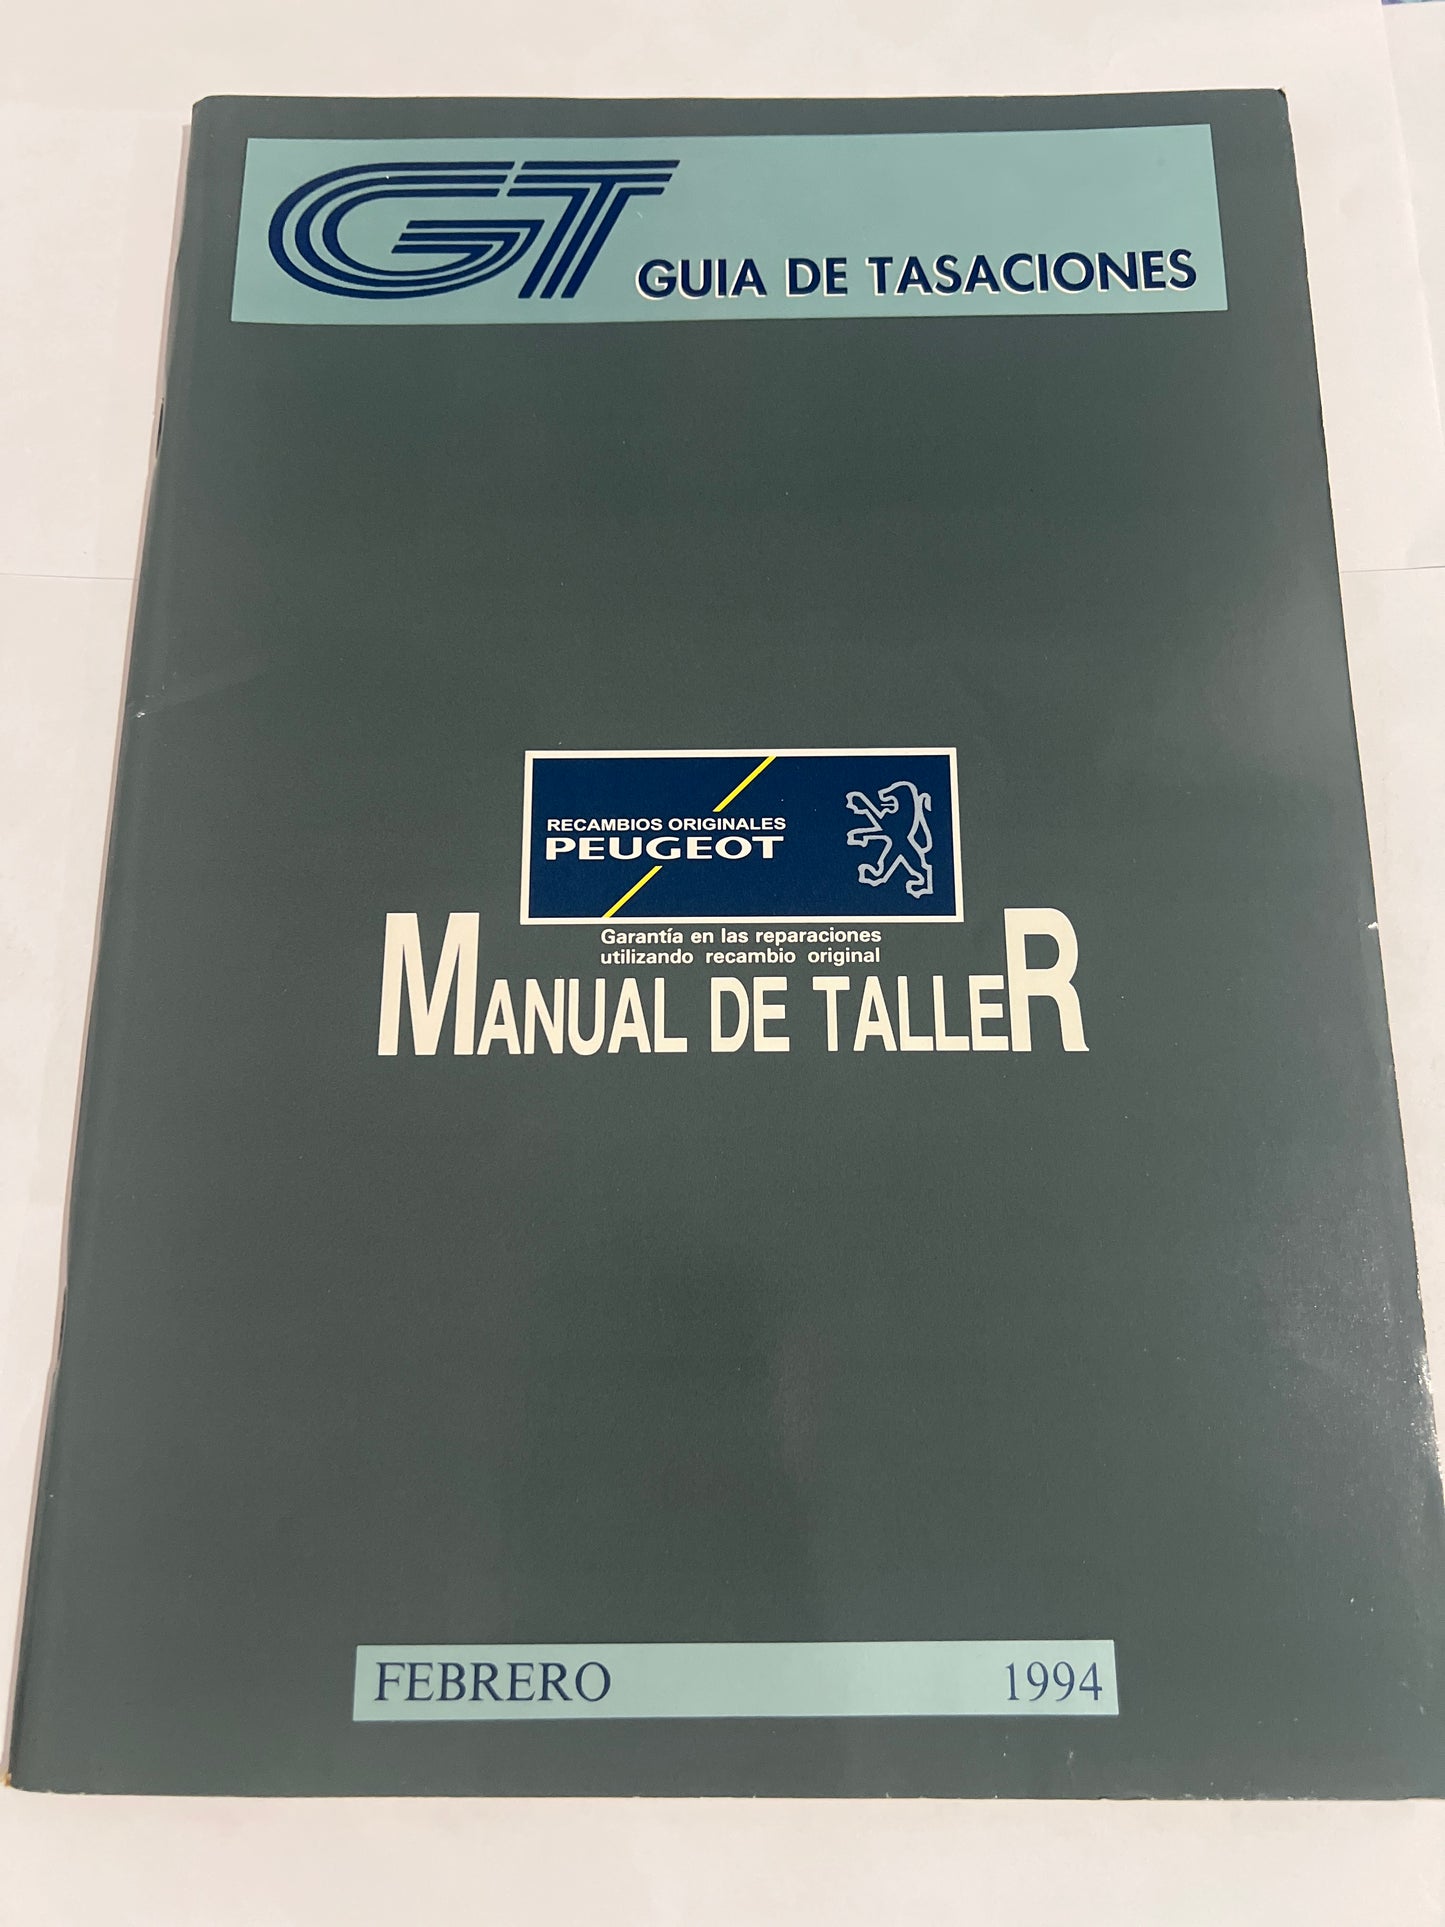 GT GUIA DE TASACIONES
RECAMBIOS ORIGINALES
PEUGEOT
Garantía en las reparaciones
utilizando recambio original
MANUAL DE TALLER
FEBRERO 1994